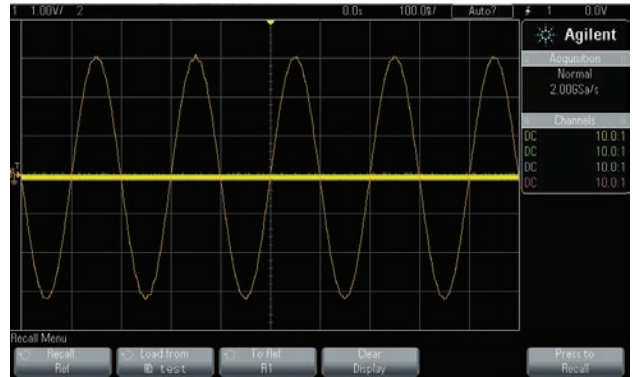 1 1.00V/ 2 0.0s 100.0㎱/ Auto? 1 0.0V
Agilent
Acquisition
Normal
2.00GSa/s
Channels
DC 10.0:1
DC 10.0:1
DC 10.0:1
DC 10.0:1
T
Recall Menu
Recall Load from To Ref Clear Press to
Ref test R1 Display Recall